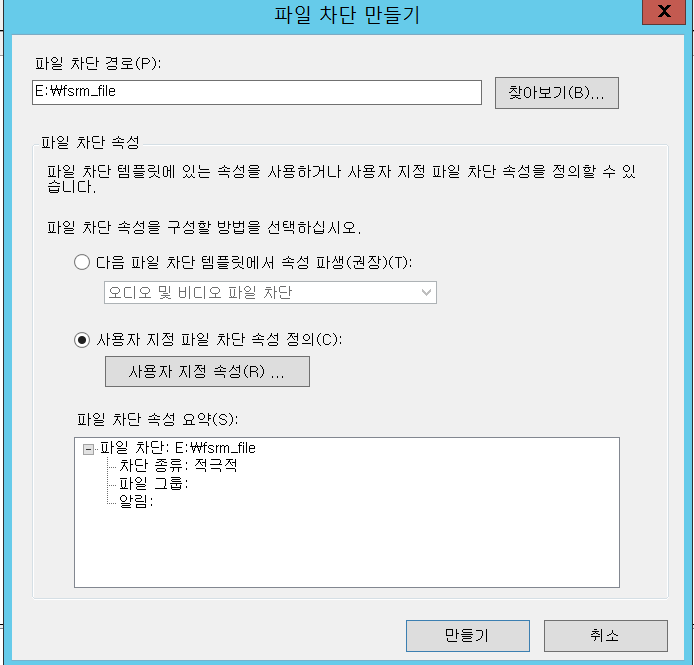 파일 차단 만들기
X
파일 차단 경로(P):
E:₩fsrm_file
찾아보기(B)...
파일 차단 속성
파일 차단 템플릿에 있는 속성을 사용하거나 사용자 지정 파일 차단 속성을 정의할 수 있
습니다.
파일 차단 속성을 구성할 방법을 선택하십시오.
다음 파일 차단 템플릿에서 속성 파생(권장)(T):
오디오 및 비디오 파일 차단
사용자 지정 파일 차단 속성 정의(C):
사용자 지정 속성(R) ...
파일 차단 속성 요약(S):
파일 차단: E:₩fsrm_file
차단 종류: 적극적
파일 그룹:
알림:
만들기
취소